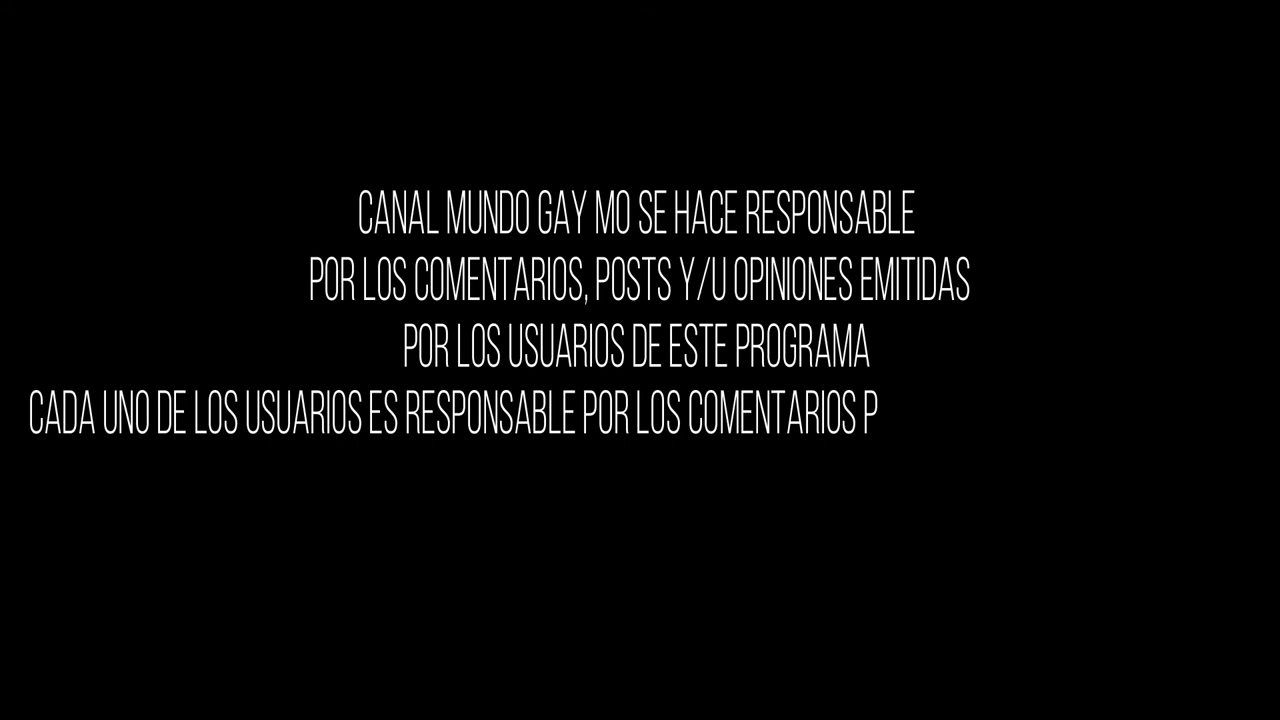 CANAL MUNDO GAY MO SE HACE RESPONSABLE
POR LOS COMENTARIOS, POSTS Y/U OPINIONES EMITIDAS
POR LOS USUARIOS DE ESTE PROGRAMA
CADA UNO DE LOS USUARIOS ES RESPONSABLE POR LOS COMENTARIOS P